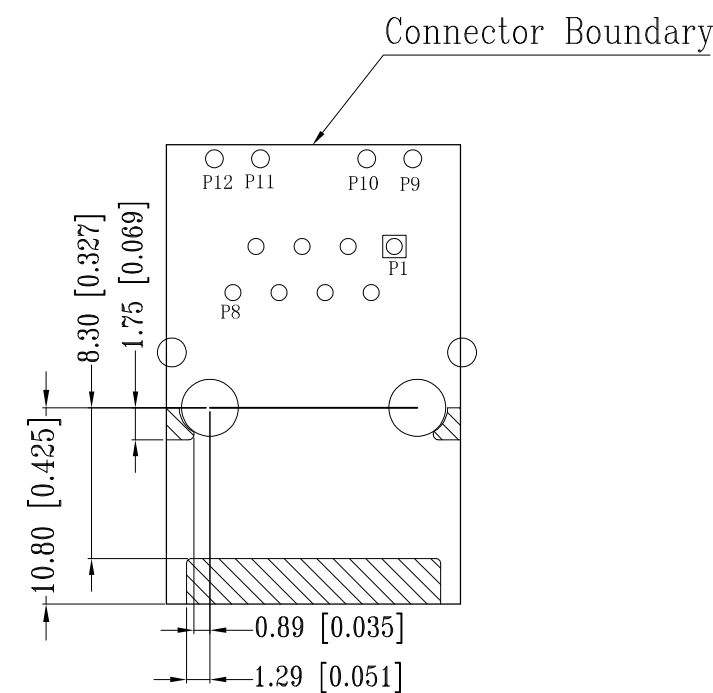 Connector Boundary
P12 P11 P10 P9
P1
P8
8.30 [0.327]
1.75 [0.069]
10.80 [0.425]
0.89 [0.035]
1.29 [0.051]